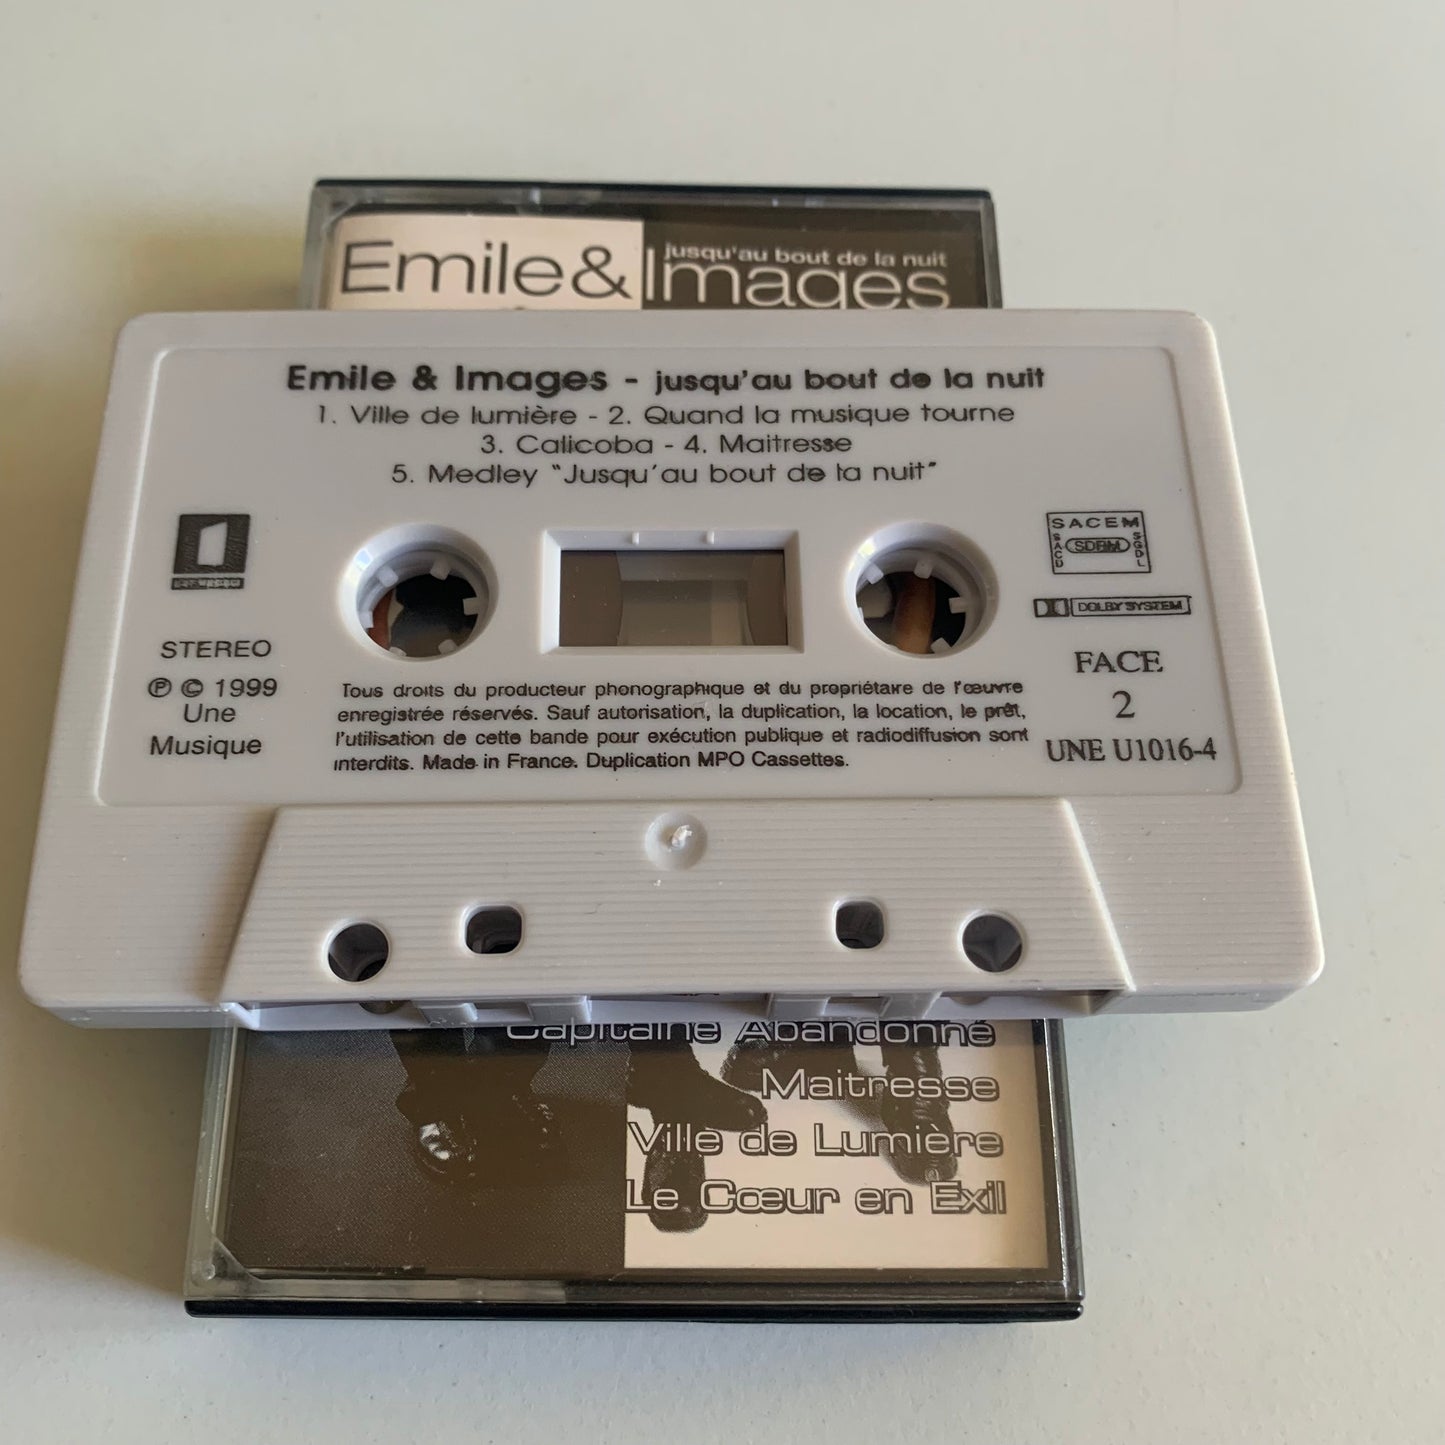 Emile & Images
jusqu'au bout de la nuit
Emile & Images - jusqu'au bout de la nuit
1. Ville de lumière - 2. Quand la musique tourne
3. Calicoba - 4. Maitresse
5. Medley "Jusqu'au bout de la nuit"
1
SACEM
SACD
SDRM
SGDL
DOLBY SYSTEM
STEREO
℗ © 1999
Une
Musique
Tous droits du producteur phonographique et du propriétaire de l'œuvre
enregistrée réservés. Sauf autorisation, la duplication, la location, le prêt,
l'utilisation de cette bande pour exécution publique et radiodiffusion sont
interdits. Made in France. Duplication MPO Cassettes.
FACE
2
UNE U1016-4
Capitaine Abandonné
Maitresse
Ville de Lumière
Le Cœur en Exil